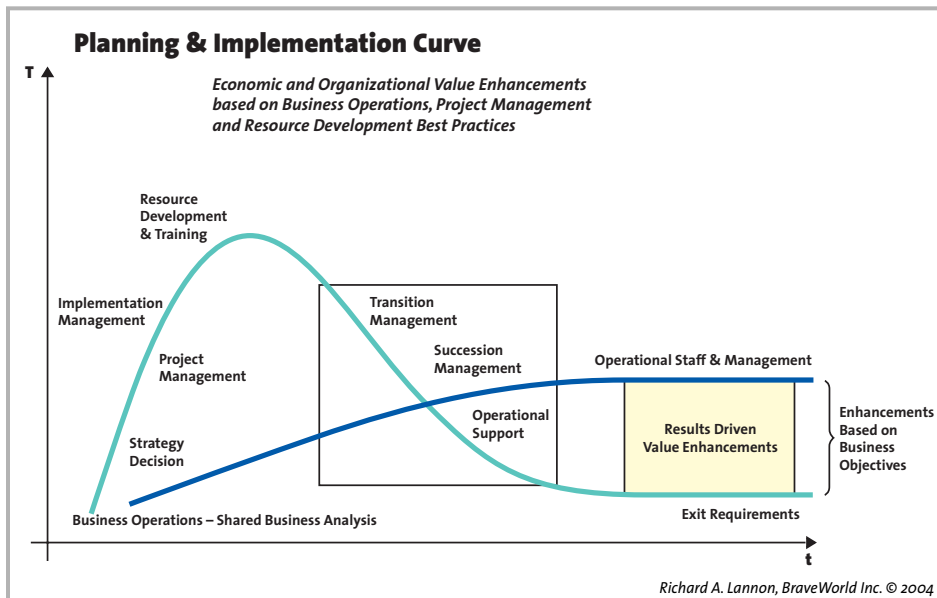 Planning & Implementation Curve
T
Economic and Organizational Value Enhancements
based on Business Operations, Project Management
and Resource Development Best Practices
Resource
Development
& Training
Implementation
Management
Transition
Management
Project
Management
Succession
Management
Operational Staff & Management
Operational
Support
Results Driven
Value Enhancements
Enhancements
Based on
Business
Objectives
Strategy
Decision
Business Operations – Shared Business Analysis
Exit Requirements
t
Richard A. Lannon, BraveWorld Inc. © 2004